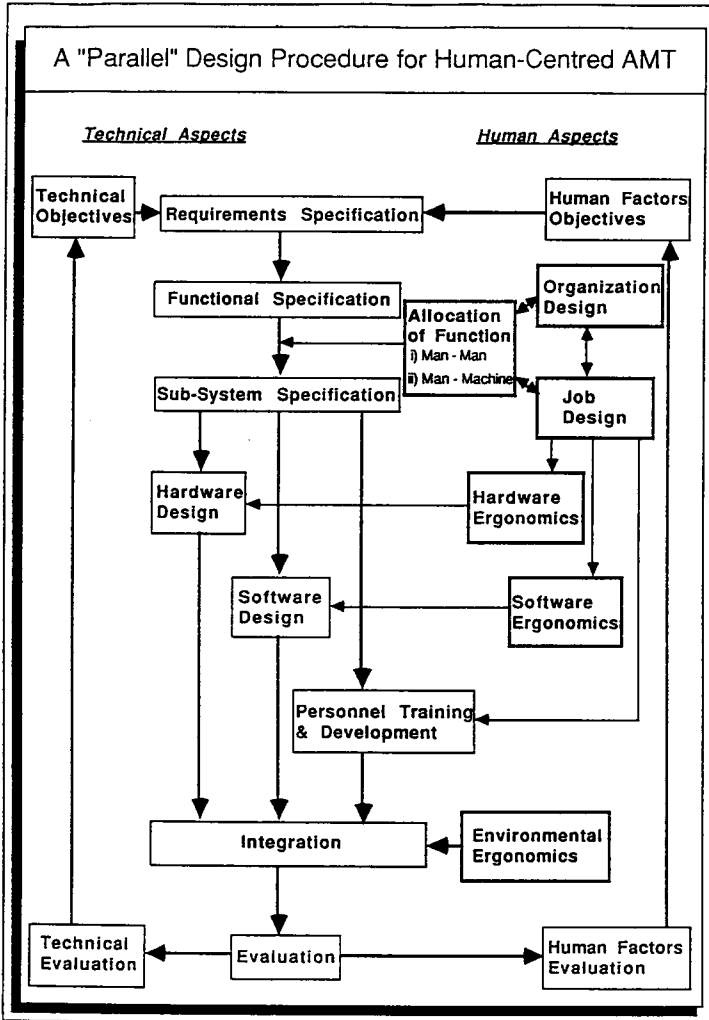 A "Parallel" Design Procedure for Human-Centred AMT
Technical Aspects
Human Aspects
Technical
Objectives
Requirements Specification
Human Factors
Objectives
Functional Specification
Allocation
of Function
i) Man - Man
ii) Man - Machine
Organization
Design
Sub-System Specification
Job
Design
Hardware
Design
Hardware
Ergonomics
Software
Design
Software
Ergonomics
Personnel Training
& Development
Integration
Environmental
Ergonomics
Technical
Evaluation
Evaluation
Human Factors
Evaluation